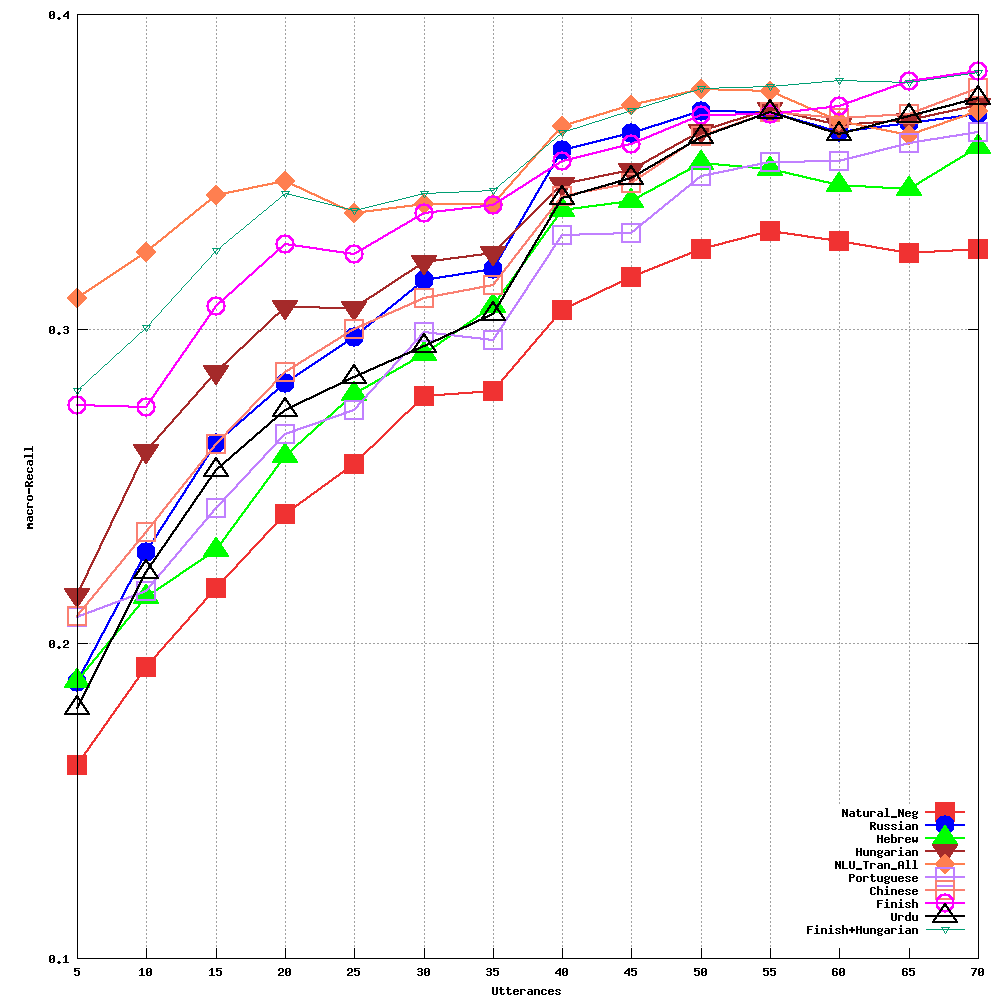 0.4
0.3
0.2
0.1
macro-Recall
5 10 15 20 25 30 35 40 45 50 55 60 65 70
Utterances
Natural_Neg
Russian
Hebrew
Hungarian
NLU_Tran_All
Portuguese
Chinese
Finish
Urdu
Finish+Hungarian